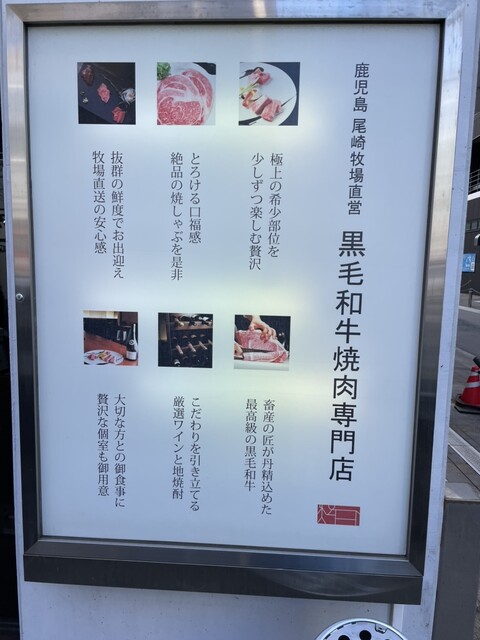 鹿児島 尾崎牧場直営
黒毛和牛焼肉専門店
極上の希少部位を
少しずつ楽しむ贅沢
とろける口福感
絶品の焼しゃぶを是非
抜群の鮮度でお出迎え
牧場直送の安心感
畜産の匠が丹精込めた
最高級の黒毛和牛
こだわりを引き立てる
厳選ワインと地焼酎
大切な方との御食事に
贅沢な個室も御用意